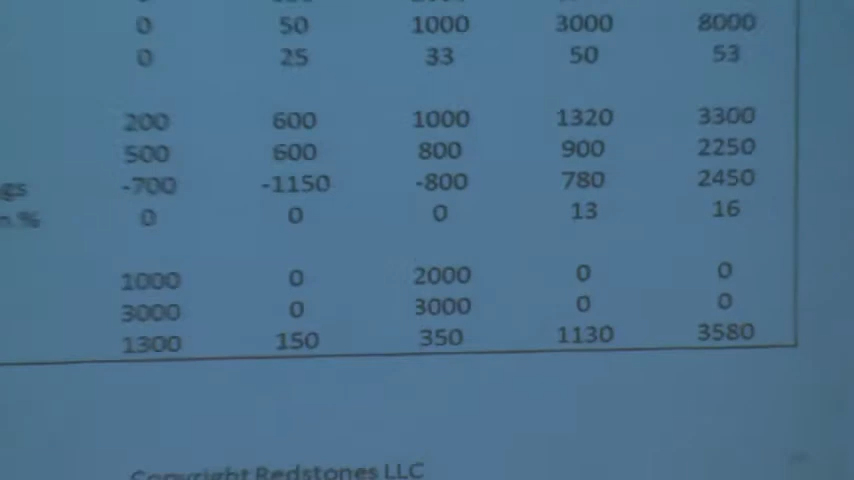 0 50 1000 3000 8000
0 25 33 50 53
200 600 1000 1320 3300
500 600 800 900 2250
gs -700 -1150 -800 780 2450
n % 0 0 0 13 16
1000 0 2000 0 0
3000 0 3000 0 0
1300 150 350 1130 3580
Copyright Redstones LLC